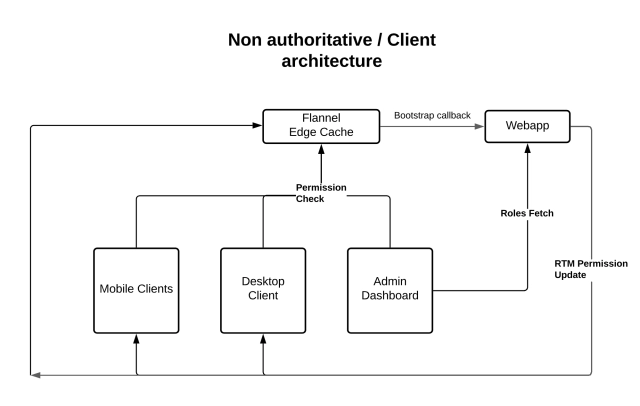 Non authoritative / Client
architecture
Flannel
Edge Cache
Bootstrap callback
Webapp
Permission
Check
Roles Fetch
RTM Permission
Update
Mobile Clients
Desktop
Client
Admin
Dashboard